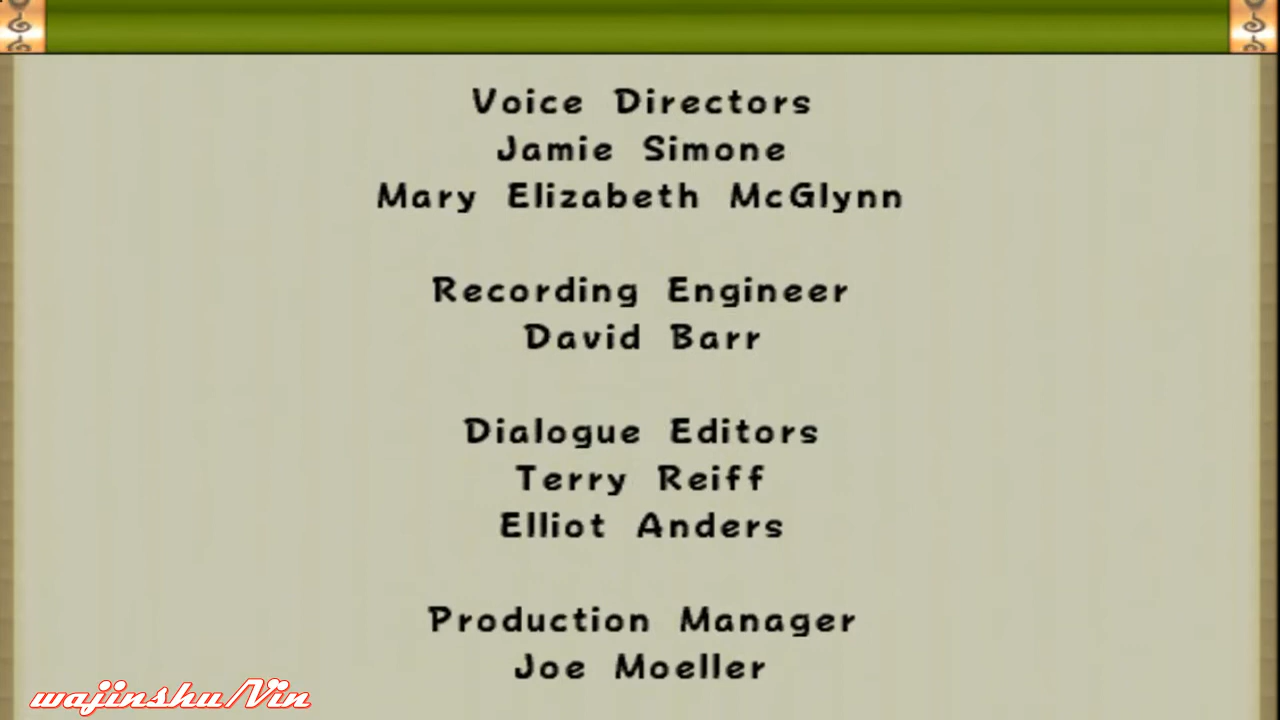 Voice Directors
Jamie Simone
Mary Elizabeth McGlynn
Recording Engineer
David Barr
Dialogue Editors
Terry Reiff
Elliot Anders
Production Manager
Joe Moeller
wajinshu/Vin